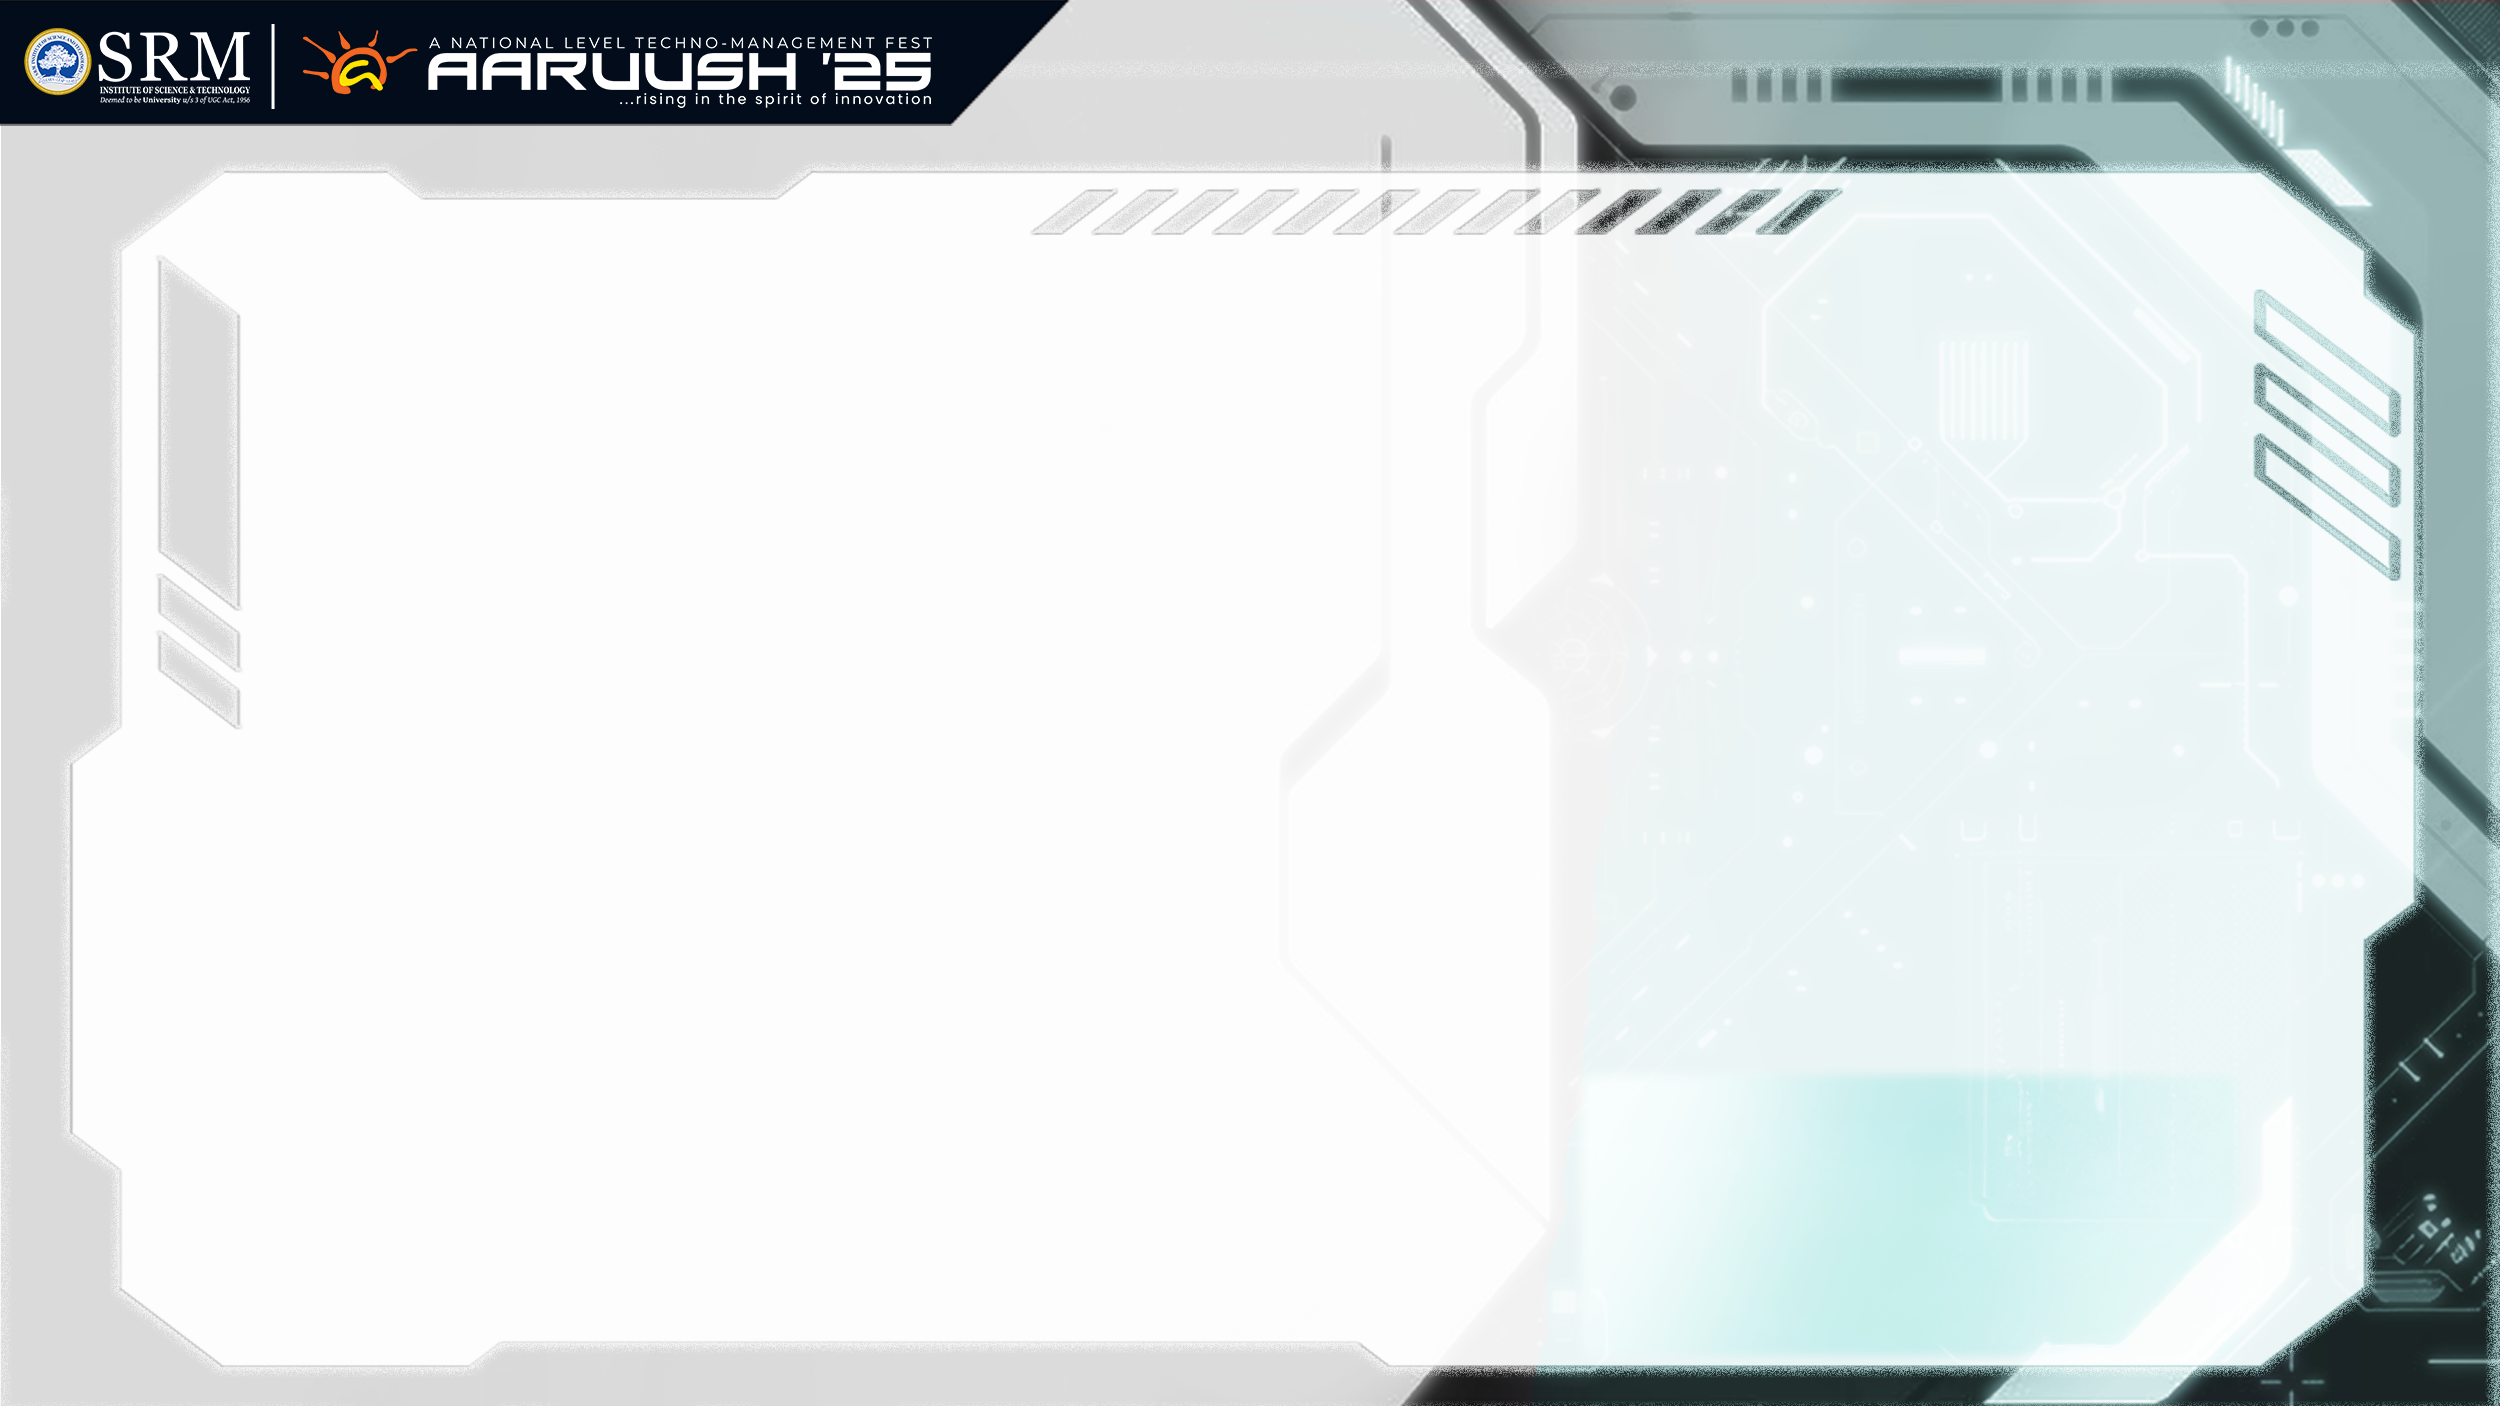 SRM
INSTITUTE OF SCIENCE & TECHNOLOGY
Deemed to be University u/s 3 of UGC Act, 1956
A NATIONAL LEVEL TECHNO-MANAGEMENT FEST
AARUUSH '25
...rising in the spirit of innovation